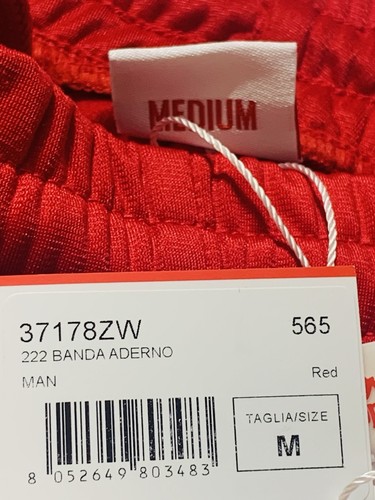 MEDIUM
37178ZW 565
222 BANDA ADERNO
MAN Red
TAGLIA/SIZE
M
8 052649 803483